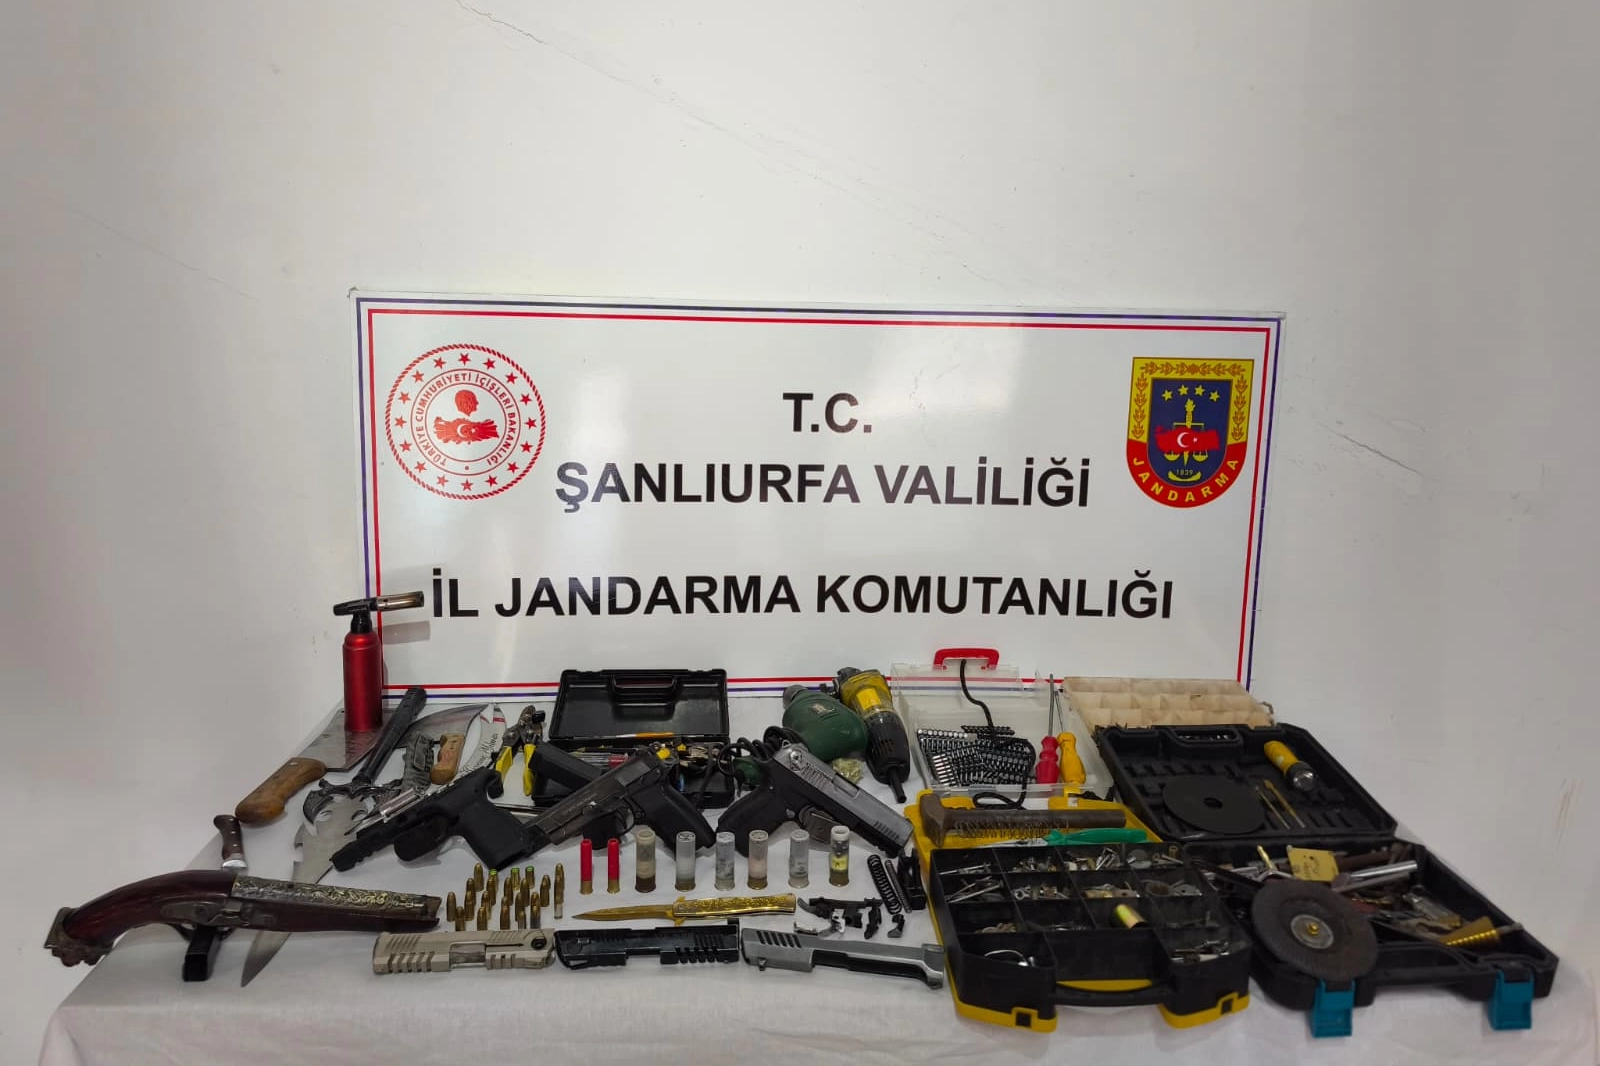 T.C.
ŞANLIURFA VALİLİĞİ
İL JANDARMA KOMUTANLIĞI
TÜRKİYE CUMHURİYETİ İÇİŞLERİ BAKANLIĞI
1839
JANDARMA